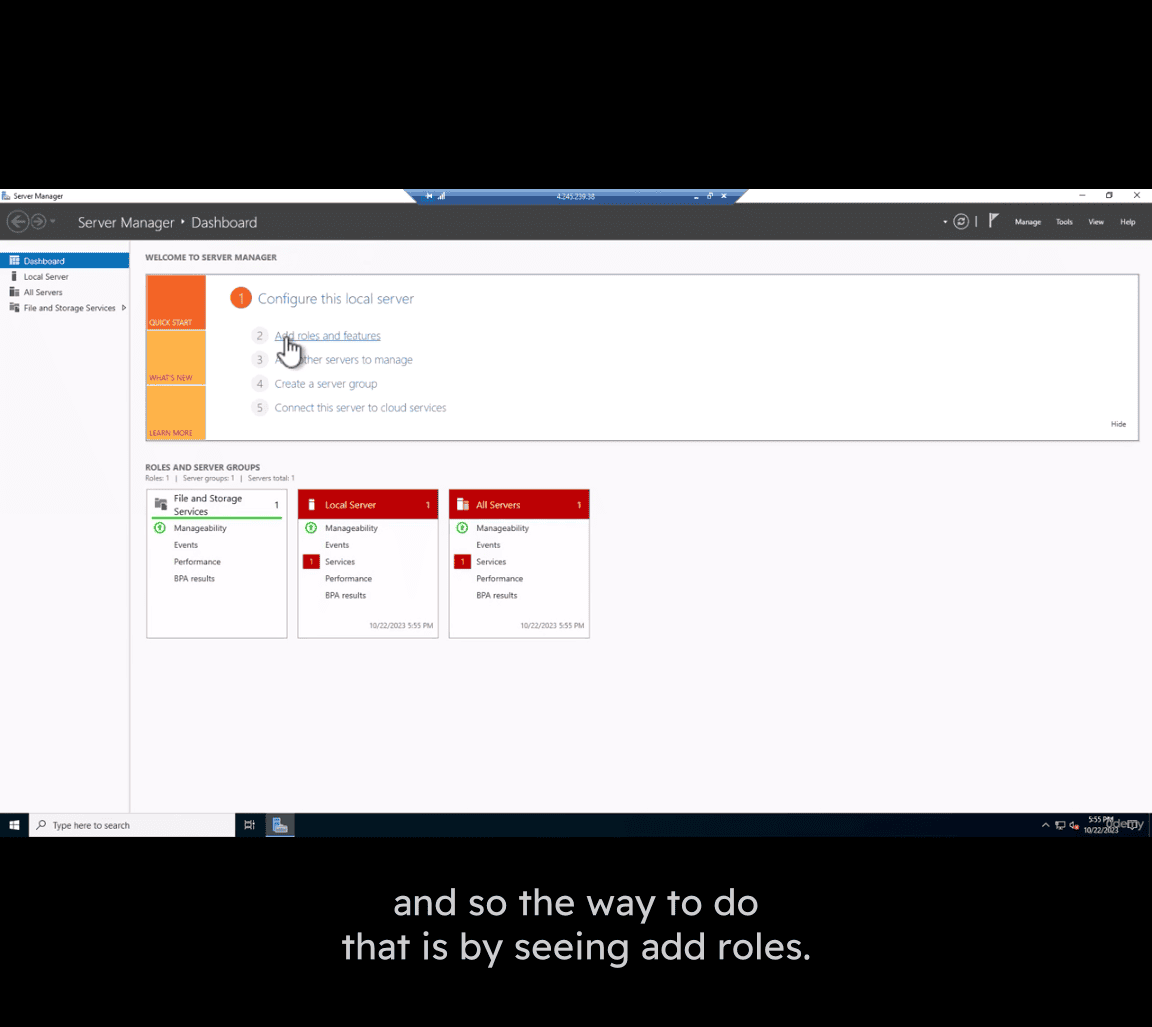 Server Manager
4.245.239.38
Server Manager • Dashboard
Manage Tools View Help
Dashboard
Local Server
All Servers
File and Storage Services
WELCOME TO SERVER MANAGER
QUICK START
WHAT'S NEW
LEARN MORE
1 Configure this local server
2 Add roles and features
3 other servers to manage
4 Create a server group
5 Connect this server to cloud services
Hide
ROLES AND SERVER GROUPS
Roles: 1 | Server groups: 1 | Servers total: 1
File and Storage
Services 1
Manageability
Events
Performance
BPA results
Local Server 1
Manageability
Events
1 Services
Performance
BPA results
10/22/2023 5:55 PM
All Servers 1
Manageability
Events
1 Services
Performance
BPA results
10/22/2023 5:55 PM
Type here to search
5:55 PM
10/22/2023
ûdemy
and so the way to do
that is by seeing add roles.